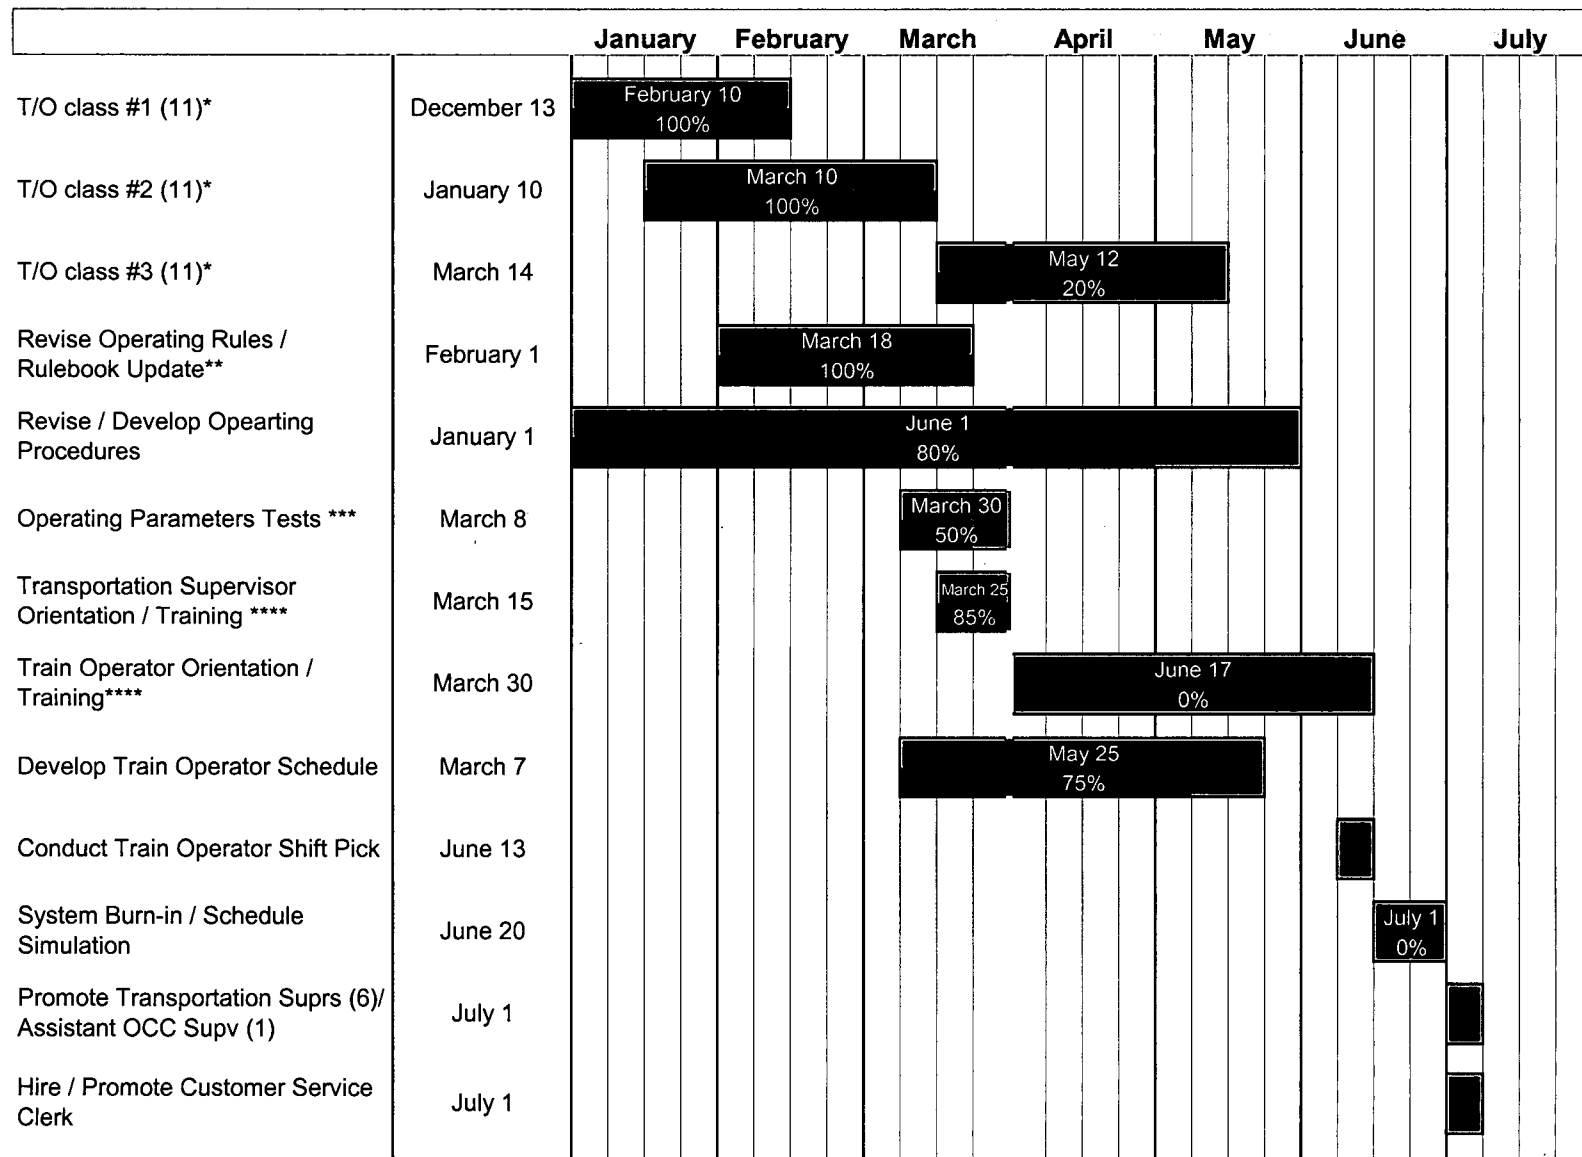 January February March April May June July
T/O class #1 (11)* December 13 February 10
100%
T/O class #2 (11)* January 10 March 10
100%
T/O class #3 (11)* March 14 May 12
20%
Revise Operating Rules /
Rulebook Update** February 1 March 18
100%
Revise / Develop Opearting
Procedures January 1 June 1
80%
Operating Parameters Tests *** March 8 March 30
50%
Transportation Supervisor
Orientation / Training **** March 15 March 25
85%
Train Operator Orientation /
Training**** March 30 June 17
0%
Develop Train Operator Schedule March 7 May 25
75%
Conduct Train Operator Shift Pick June 13
System Burn-in / Schedule
Simulation June 20 July 1
0%
Promote Transportation Suprs (6)/
Assistant OCC Supv (1) July 1
Hire / Promote Customer Service
Clerk July 1